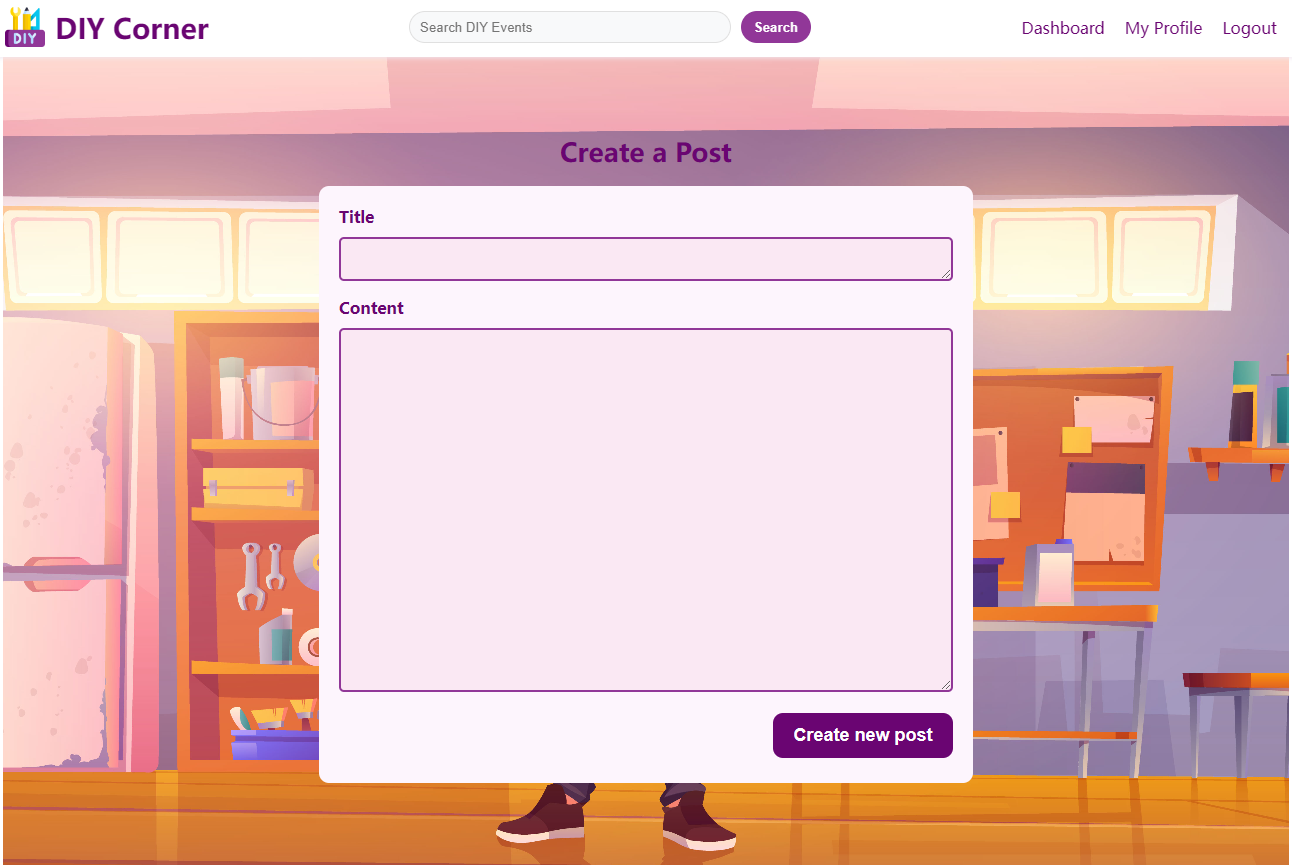 DIY
DIY Corner
Search DIY Events
Search
Dashboard
My Profile
Logout
Create a Post
Title
Content
Create new post